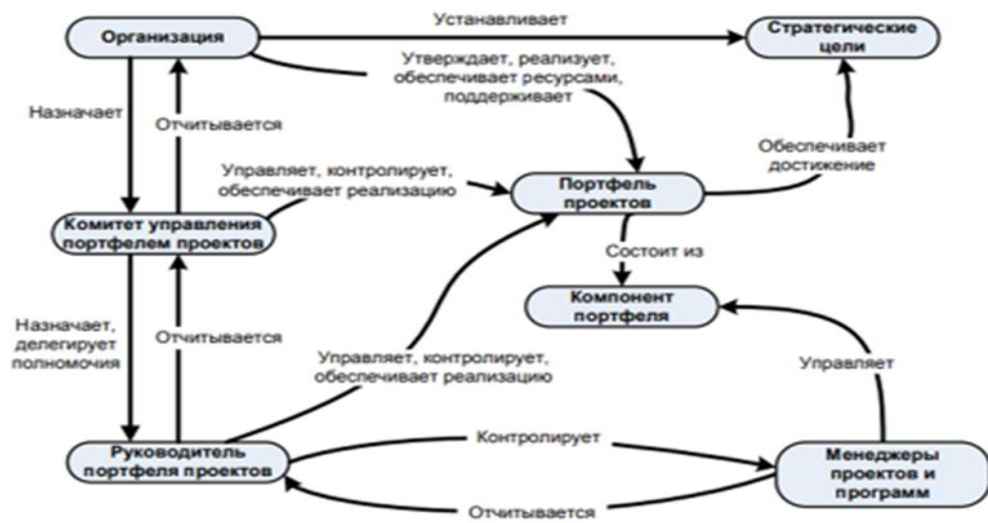 Устанавливает
Организация
Стратегические
цели
Утверждает, реализует,
обеспечивает ресурсами,
поддерживает
Назначает
Отчитывается
Обеспечивает
достижение
Управляет, контролирует,
обеспечивает реализацию
Портфель
проектов
Комитет управления
портфелем проектов
Состоит из
Компонент
портфеля
Назначает,
делегирует
полномочия
Отчитывается
Управляет, контролирует,
обеспечивает реализацию
Управляет
Руководитель
портфеля проектов
Контролирует
Менеджеры
проектов и
программ
Отчитывается